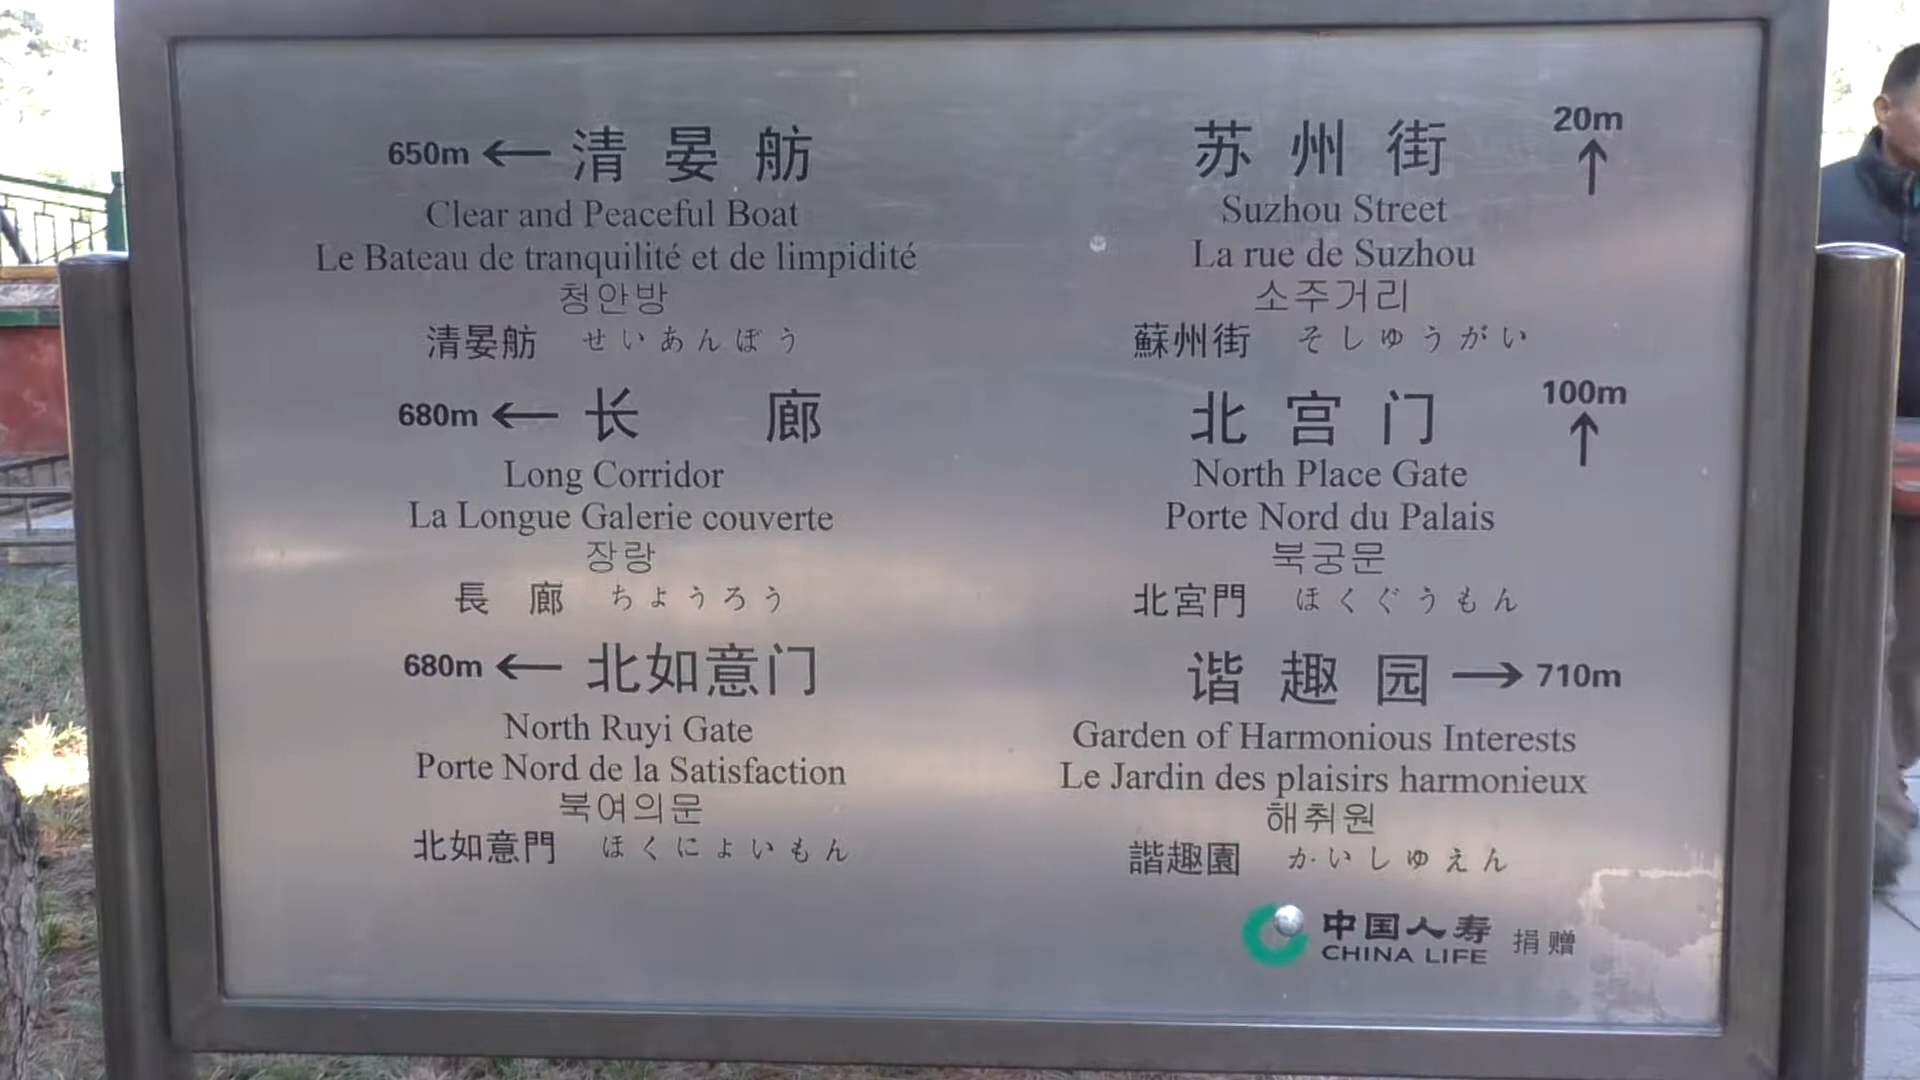 650m ← 清晏舫
Clear and Peaceful Boat
Le Bateau de tranquilité et de limpidité
청안방
清晏舫 せいあんぼう
680m ← 长廊
Long Corridor
La Longue Galerie couverte
장랑
長廊 ちょうろう
680m ← 北如意门
North Ruyi Gate
Porte Nord de la Satisfaction
북여의문
北如意門 ほくにょいもん
苏州街 20m ↑
Suzhou Street
La rue de Suzhou
소주거리
蘇州街 そしゅうがい
北宫门 100m ↑
North Place Gate
Porte Nord du Palais
북궁문
北宮門 ほくぐうもん
谐趣园 → 710m
Garden of Harmonious Interests
Le Jardin des plaisirs harmonieux
해취원
諧趣園 かいしゅえん
中国人寿 捐赠
CHINA LIFE